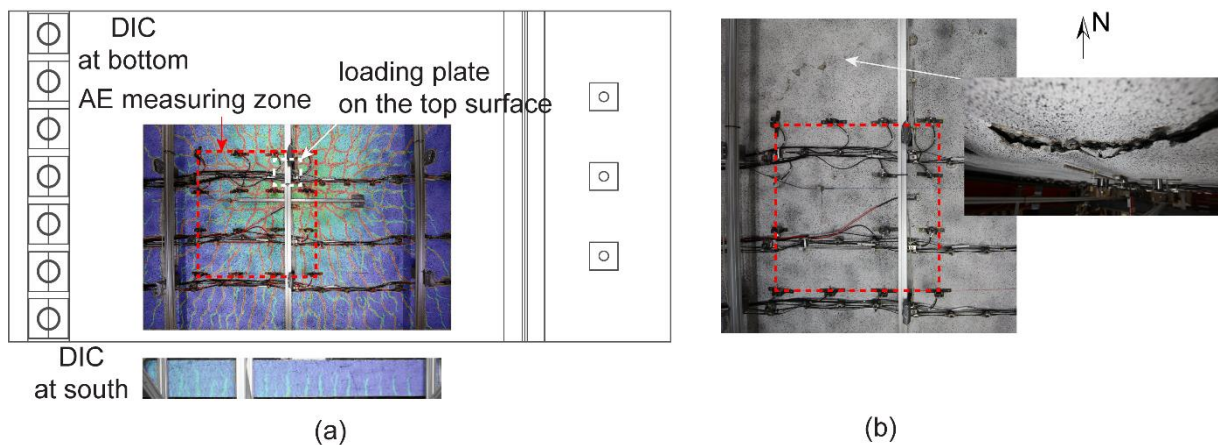 DIC
at bottom
AE measuring zone
loading plate
on the top surface
DIC
at south
(a)
N
(b)